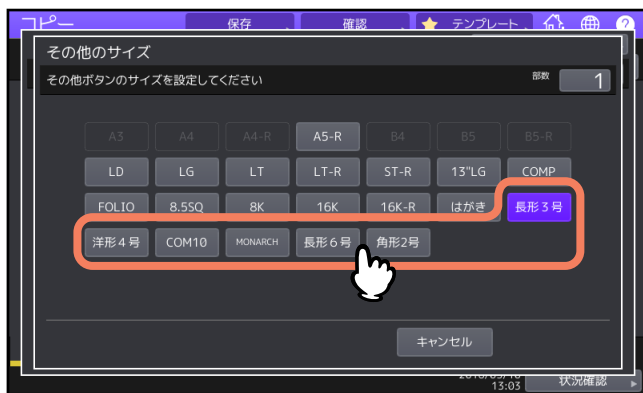 コピー 保存 確認 テンプレート
その他のサイズ
その他ボタンのサイズを設定してください 部数 1
A3 A4 A4-R A5-R B4 B5 B5-R
LD LG LT LT-R ST-R 13"LG COMP
FOLIO 8.5SQ 8K 16K 16K-R はがき 長形3号
洋形4号 COM10 MONARCH 長形6号 角形2号
キャンセル
13:03 状況確認